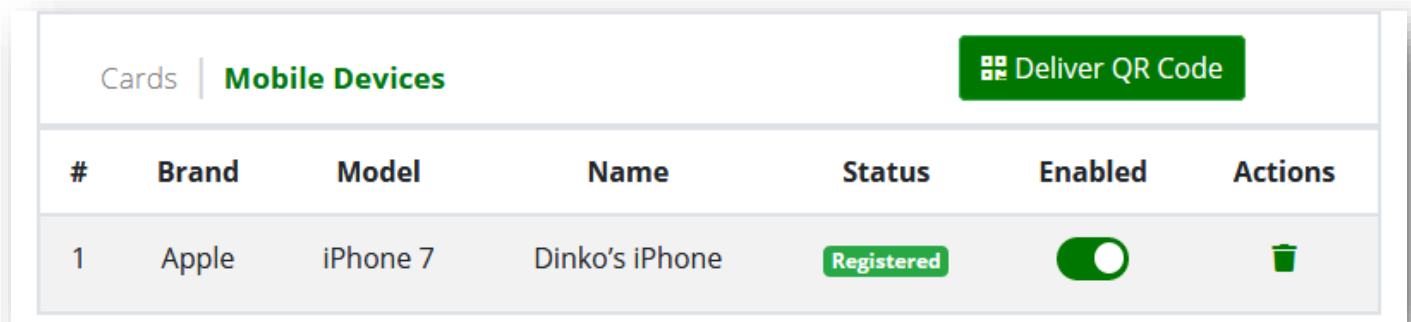 Cards | Mobile Devices
Deliver QR Code
# Brand Model Name Status Enabled Actions
1 Apple iPhone 7 Dinko’s iPhone Registered